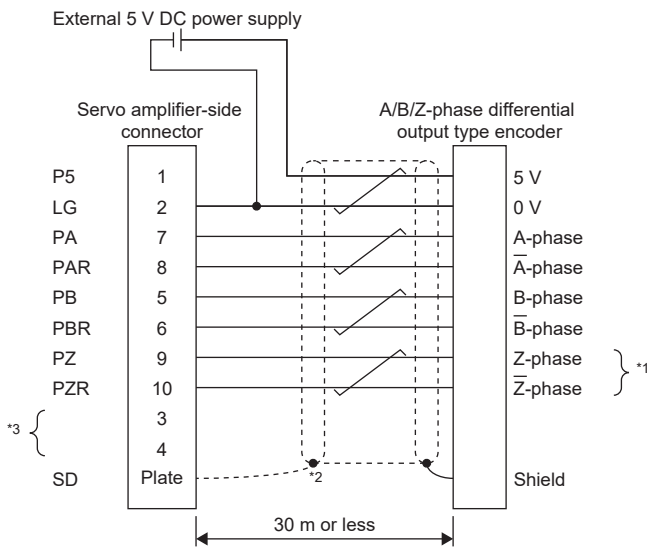 External 5 V DC power supply
Servo amplifier-side
connector
A/B/Z-phase differential
output type encoder
P5 1 5 V
LG 2 0 V
PA 7 A-phase
PAR 8 A̅-phase
PB 5 B-phase
PBR 6 B̅-phase
PZ 9 Z-phase
PZR 10 Z̅-phase
*1
3
*3
4
SD Plate *2 Shield
30 m or less